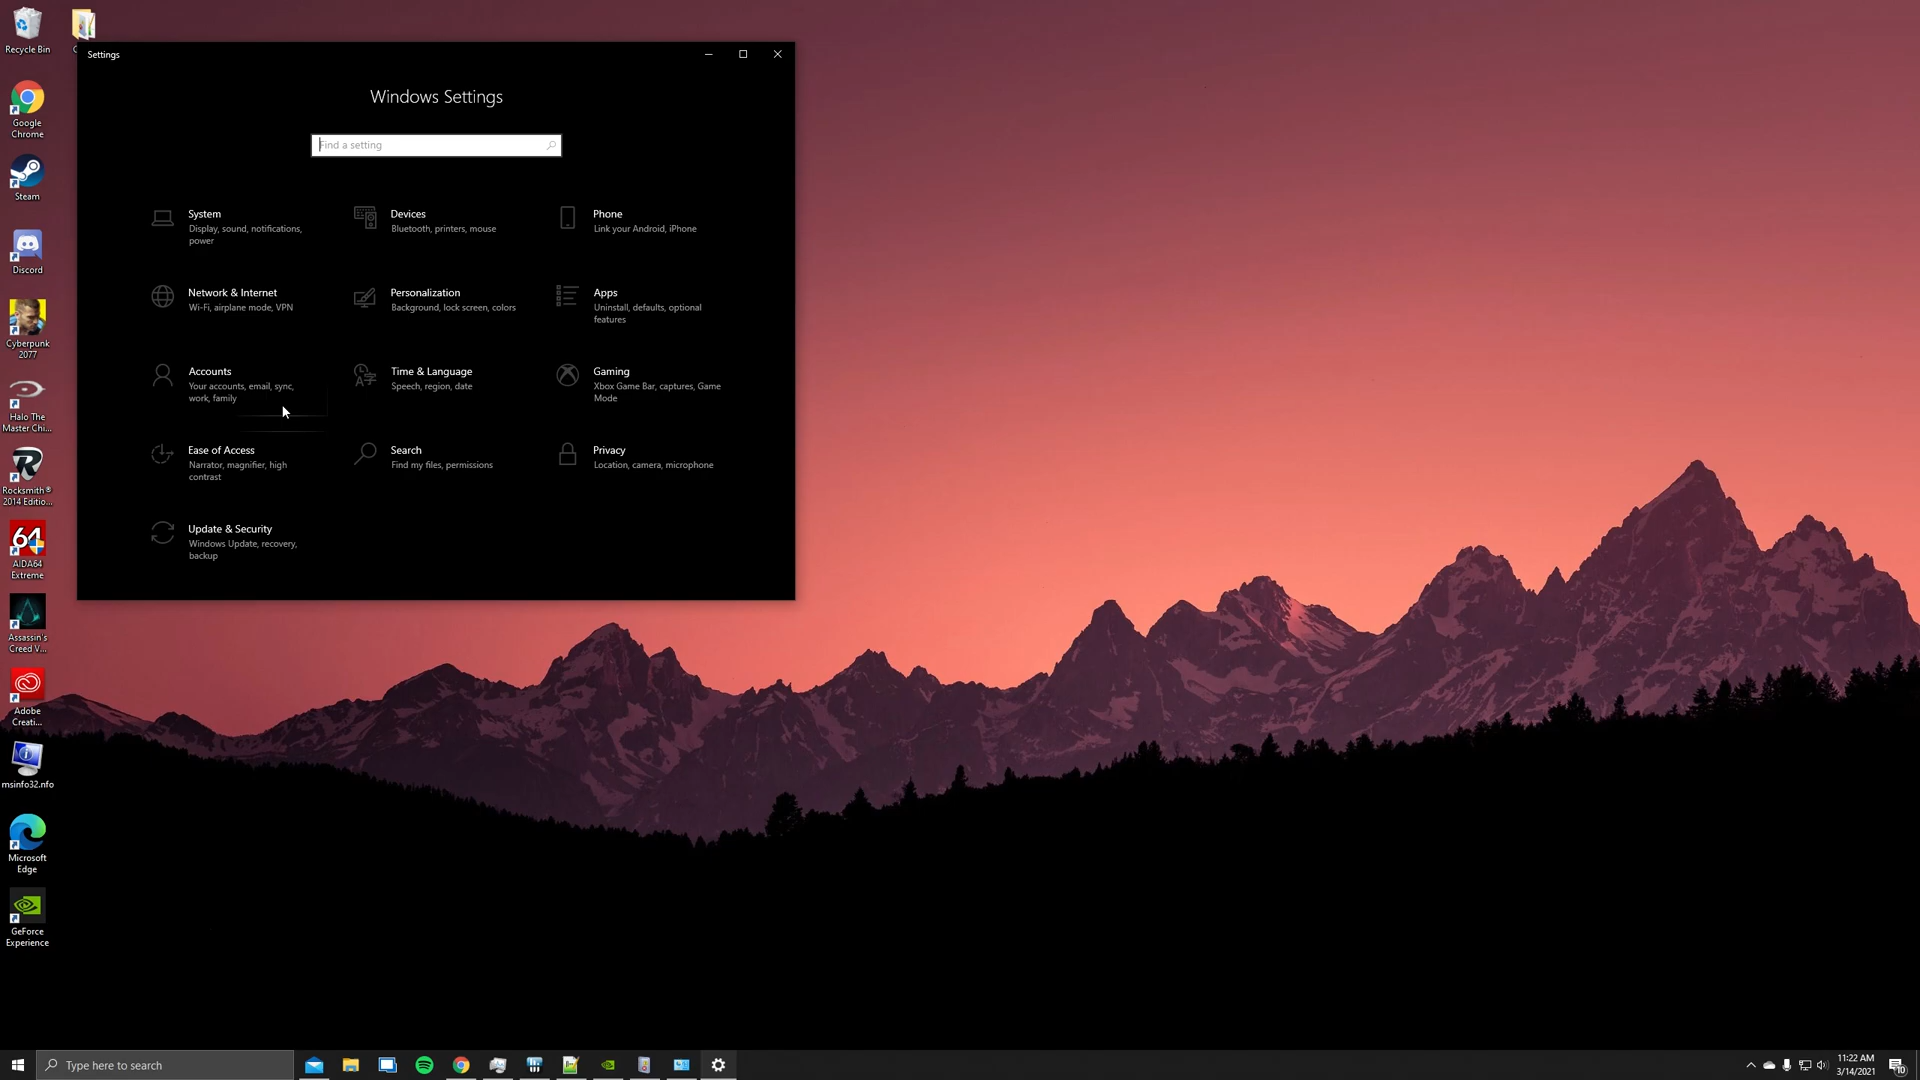 Recycle Bin
Google
Chrome
Steam
Discord
Cyberpunk
2077
Halo The
Master Chi...
Rocksmith®
2014 Editio...
64
AIDA64
Extreme
Assassin's
Creed V...
Adobe
Creati...
msinfo32.nfo
Microsoft
Edge
GeForce
Experience
Settings
Windows Settings
Find a setting
System
Display, sound, notifications,
power
Devices
Bluetooth, printers, mouse
Phone
Link your Android, iPhone
Network & Internet
Wi-Fi, airplane mode, VPN
Personalization
Background, lock screen, colors
Apps
Uninstall, defaults, optional
features
Accounts
Your accounts, email, sync,
work, family
Time & Language
Speech, region, date
Gaming
Xbox Game Bar, captures, Game
Mode
Ease of Access
Narrator, magnifier, high
contrast
Search
Find my files, permissions
Privacy
Location, camera, microphone
Update & Security
Windows Update, recovery,
backup
Type here to search
11:22 AM
3/14/2021
10